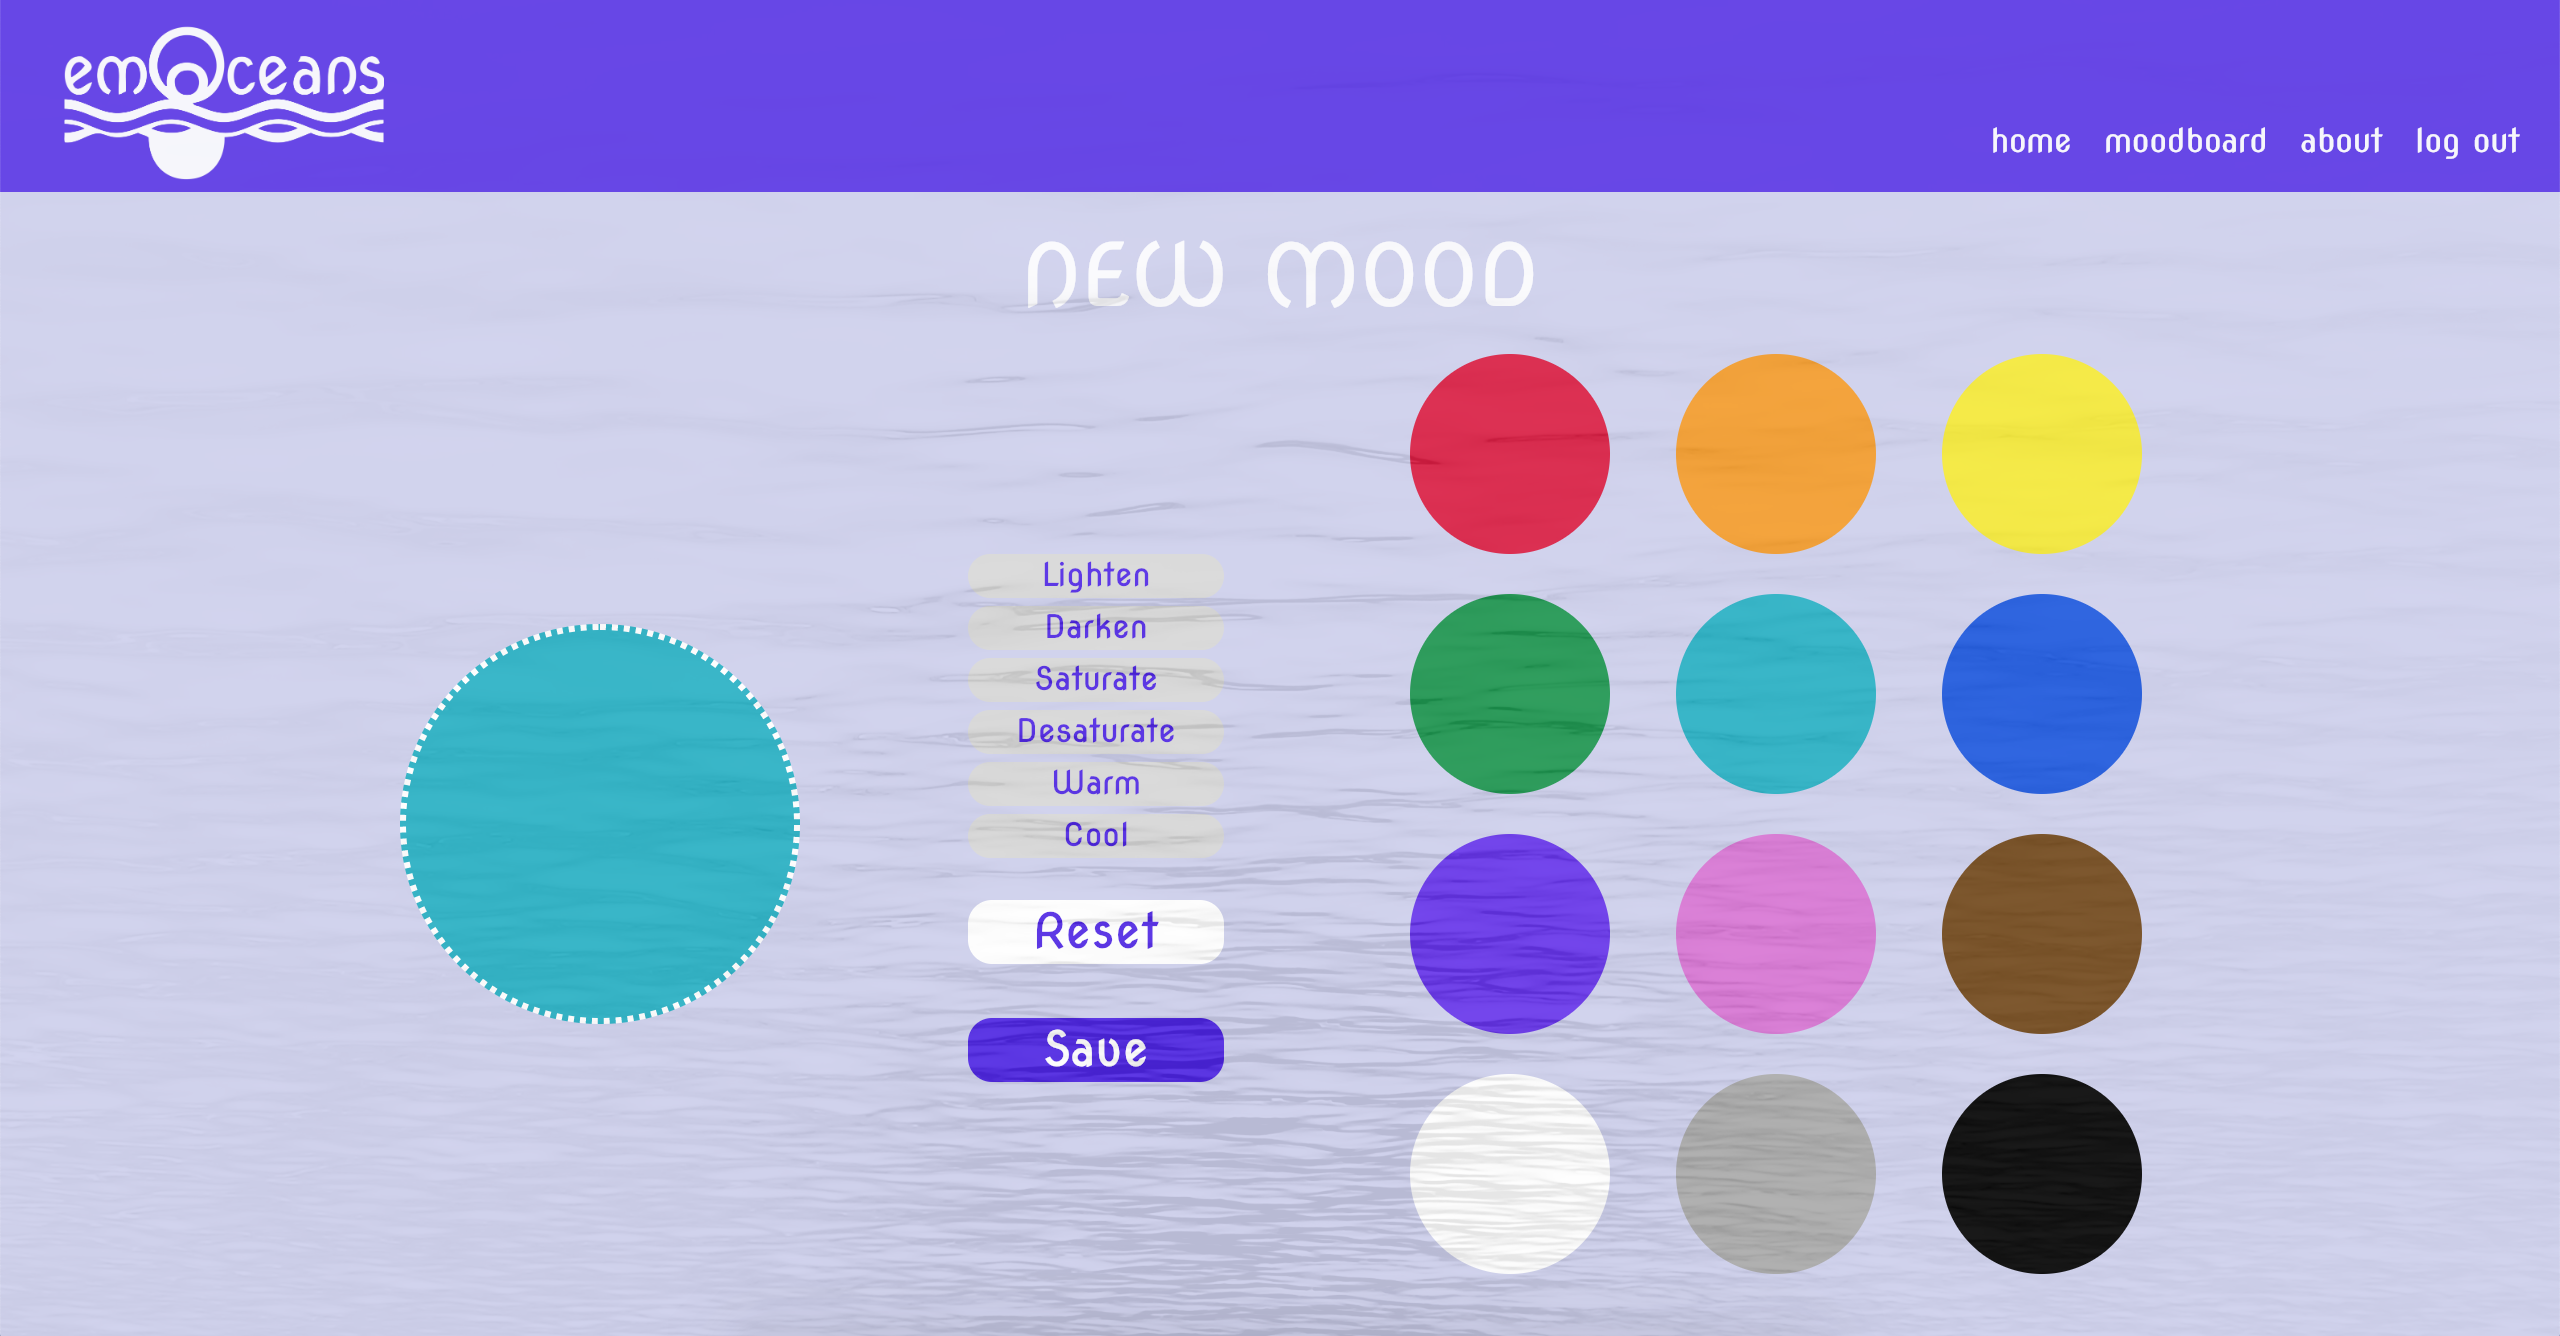 emOceans
home moodboard about log out
NEW MOOD
Lighten
Darken
Saturate
Desaturate
Warm
Cool
Reset
Save